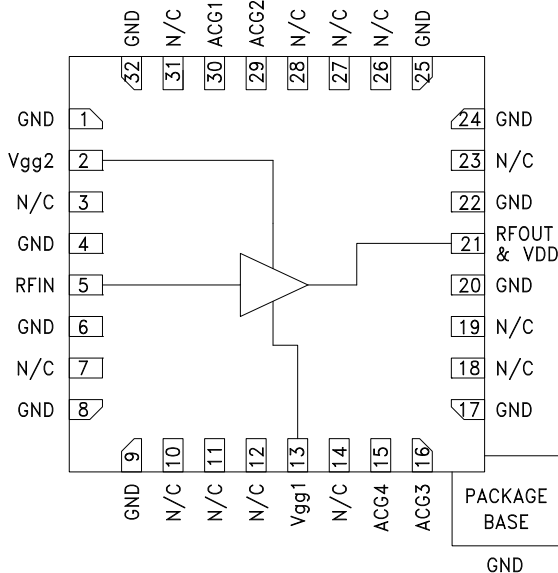 GND
N/C
ACG1
ACG2
N/C
N/C
N/C
GND
32
31
30
29
28
27
26
25
GND 1
Vgg2 2
N/C 3
GND 4
RFIN 5
GND 6
N/C 7
GND 8
24 GND
23 N/C
22 GND
21 RFOUT
& VDD
20 GND
19 N/C
18 N/C
17 GND
9
10
11
12
13
14
15
16
GND
N/C
N/C
N/C
Vgg1
N/C
ACG4
ACG3
PACKAGE
BASE
GND